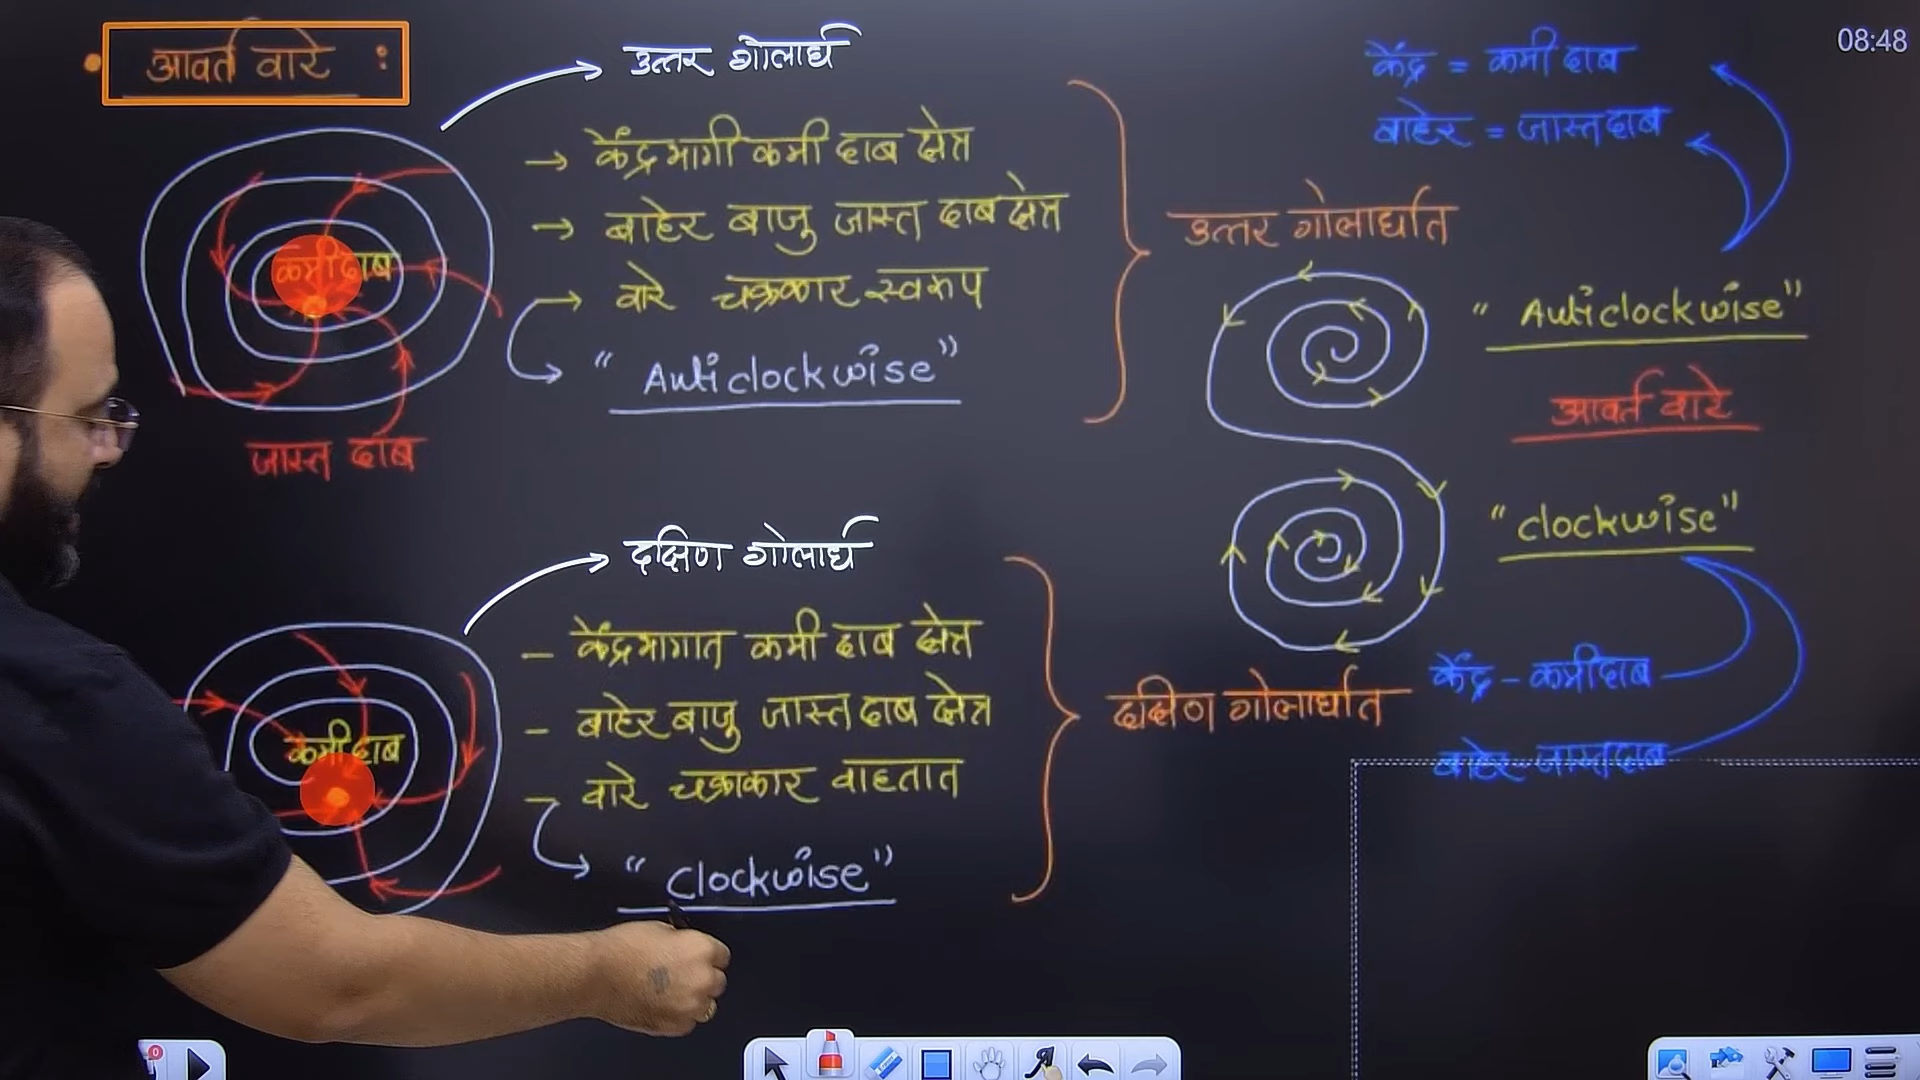 • आवर्त वारे :
उत्तर गोलार्ध
→ केंद्रभागी कमी दाब क्षेत्र
→ बाहेर बाजु जास्त दाब क्षेत्र
→ वारे चक्राकार स्वरूप
" Anticlockwise "
कमी दाब
जास्त दाब
केंद्र = कमी दाब
बाहेर = जास्त दाब
08:48
उत्तर गोलार्धात
" Anticlockwise "
आवर्त वारे
" clockwise "
दक्षिण गोलार्ध
- केंद्रभागात कमी दाब क्षेत्र
- बाहेर बाजु जास्त दाब क्षेत्र
- वारे चक्राकार वाहतात
" clockwise "
कमी दाब
दक्षिण गोलार्धात
केंद्र - कमी दाब
बाहेर - जास्त दाब
0